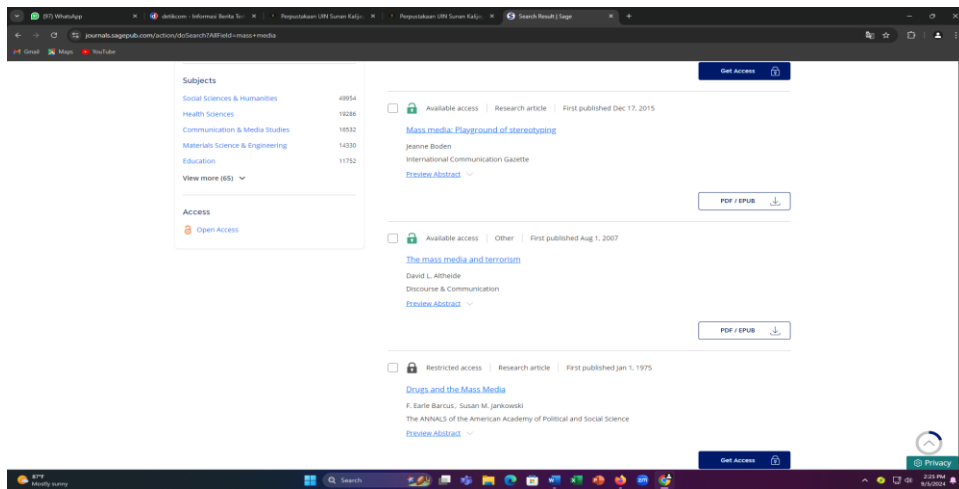 (97) WhatsApp
detikcom - Informasi Berita Ter
Perpustakaan UIN Sunan Kalija
Perpustakaan UIN Sunan Kalija
Search Result | Sage
journals.sagepub.com/action/doSearch?AllField=mass+media
Gmail
Maps
YouTube
Get Access
Subjects
Social Sciences & Humanities 49954
Health Sciences 19286
Communication & Media Studies 16532
Materials Science & Engineering 14330
Education 11752
View more (65)
Access
Open Access
Available access | Research article | First published Dec 17, 2015
Mass media: Playground of stereotyping
Jeanne Boden
International Communication Gazette
Preview Abstract
PDF / EPUB
Available access | Other | First published Aug 1, 2007
The mass media and terrorism
David L. Altheide
Discourse & Communication
Preview Abstract
PDF / EPUB
Restricted access | Research article | First published Jan 1, 1975
Drugs and the Mass Media
F. Earle Barcus, Susan M. Jankowski
The ANNALS of the American Academy of Political and Social Science
Preview Abstract
Get Access
Privacy
87°F
Mostly sunny
Search
2:25 PM
9/5/2024